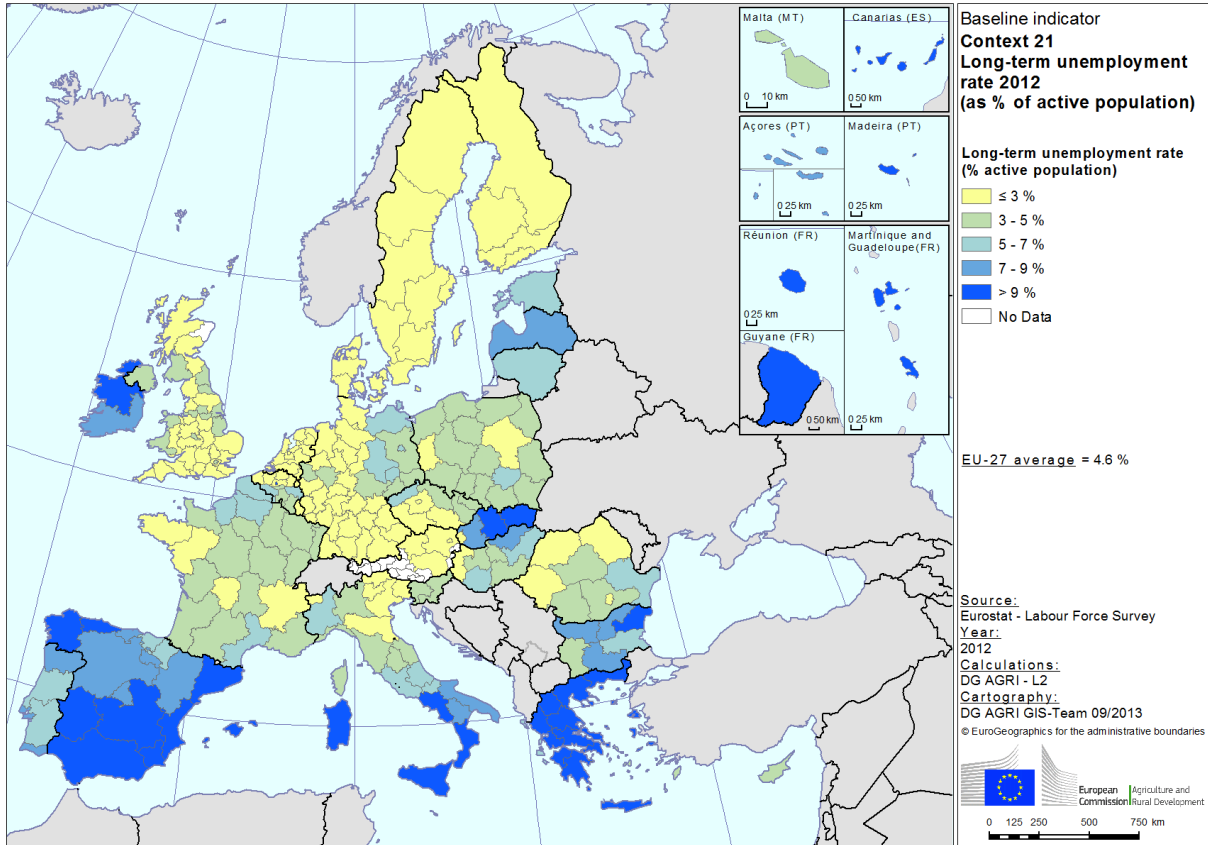 Malta (MT)
0 10 km
Canarias (ES)
0 50 km
Açores (PT)
0 25 km
Madeira (PT)
0 25 km
Réunion (FR)
0 25 km
Martinique and
Guadeloupe(FR)
0 25 km
Guyane (FR)
0 50 km
Baseline indicator
Context 21
Long-term unemployment
rate 2012
(as % of active population)
Long-term unemployment rate
(% active population)
≤ 3 %
3 - 5 %
5 - 7 %
7 - 9 %
> 9 %
No Data
EU-27 average = 4.6 %
Source:
Eurostat - Labour Force Survey
Year:
2012
Calculations:
DG AGRI - L2
Cartography:
DG AGRI GIS-Team 09/2013
© EuroGeographics for the administrative boundaries
European
Commission
Agriculture and
Rural Development
0 125 250 500 750 km